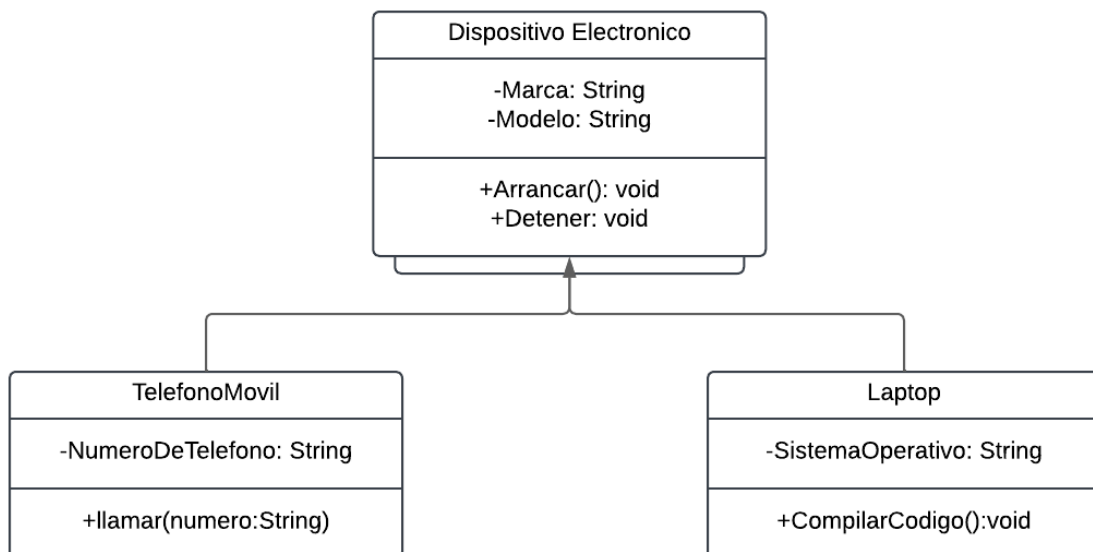 Dispositivo Electronico
-Marca: String
-Modelo: String
+Arrancar(): void
+Detener: void
TelefonoMovil
-NumeroDeTelefono: String
+llamar(numero:String)
Laptop
-SistemaOperativo: String
+CompilarCodigo():void